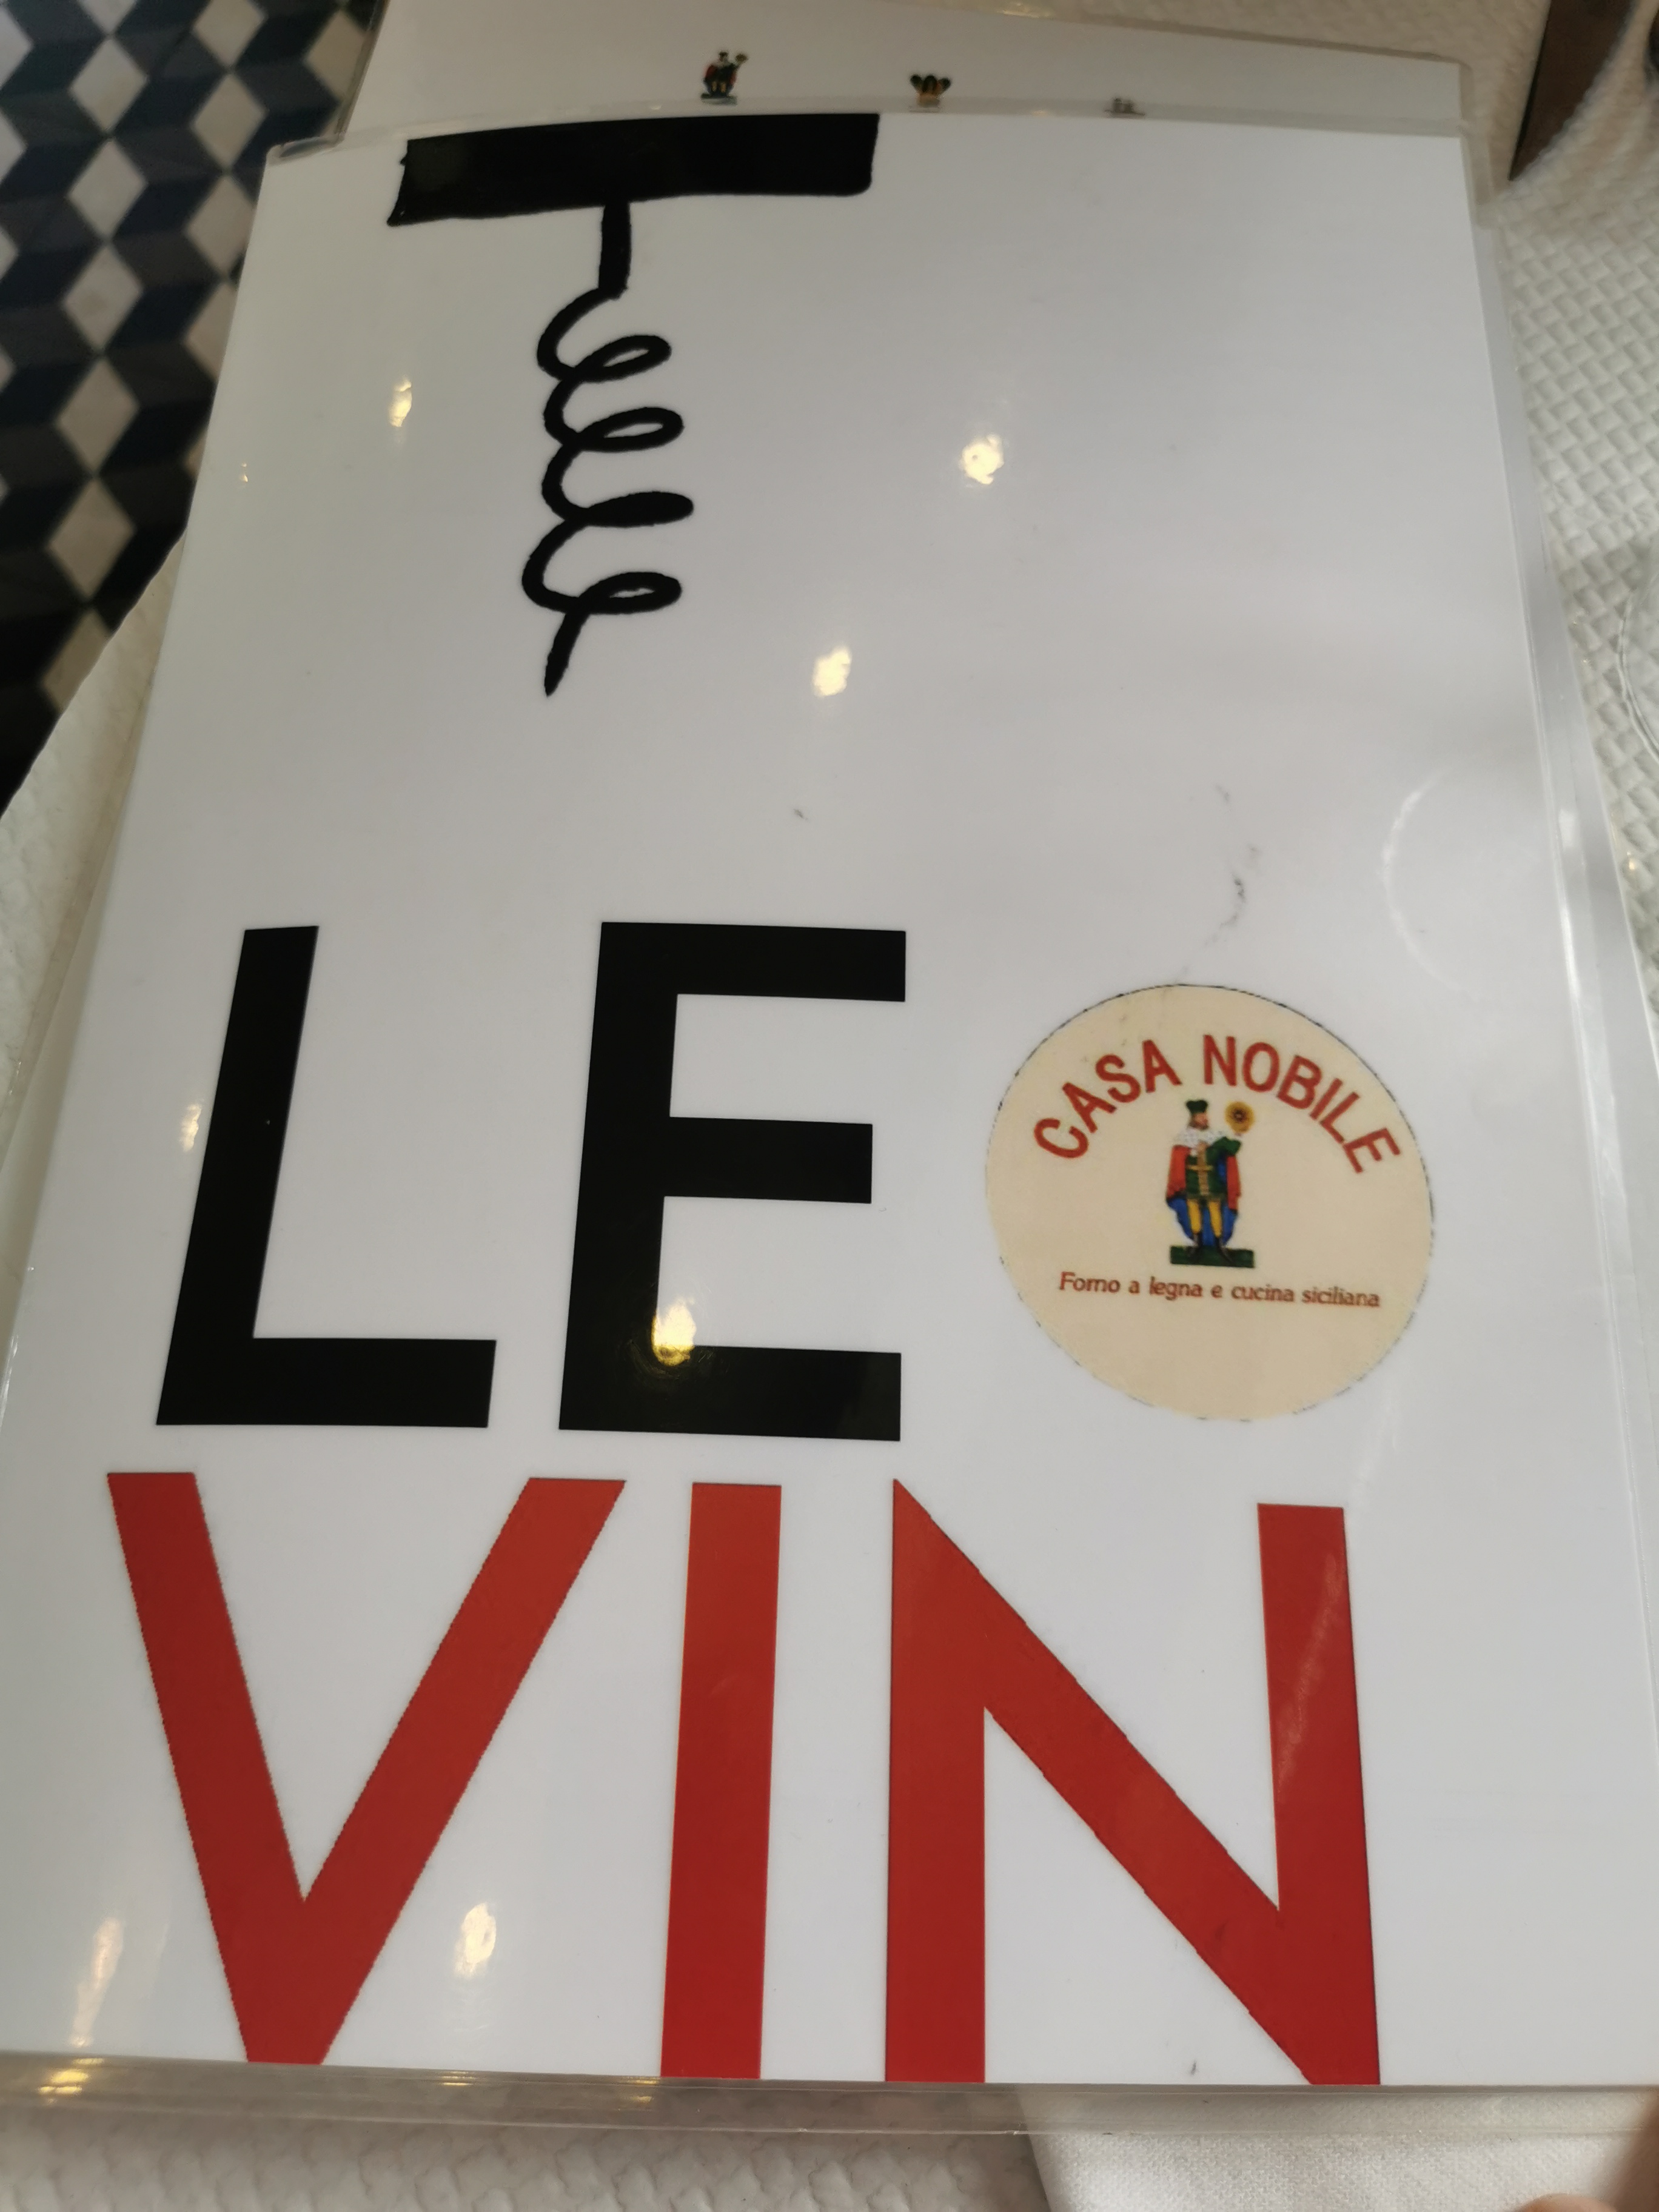 LE
CASA NOBILE
Forno a legna e cucina siciliana
VIN